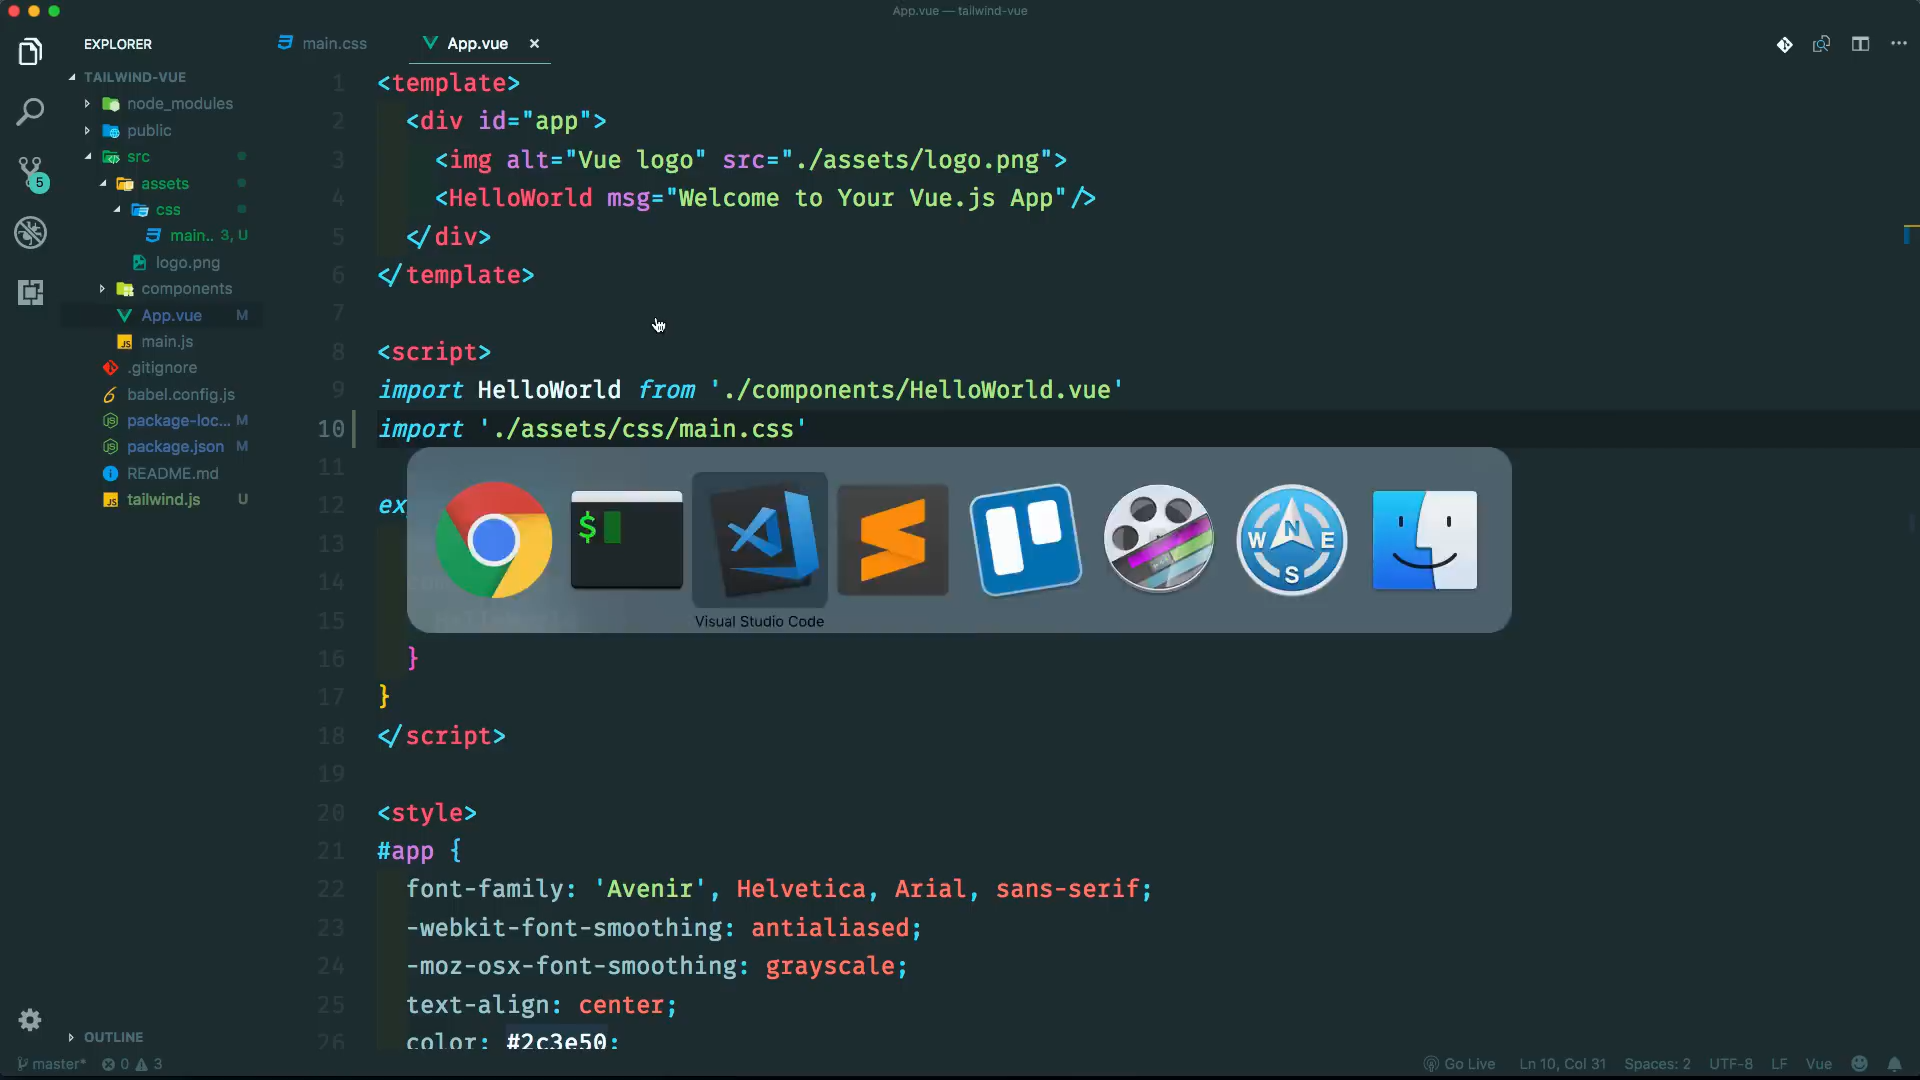 App.vue — tailwind-vue
EXPLORER
main.css
App.vue
TAILWIND-VUE
node_modules
public
src
assets
css
main.. 3, U
logo.png
components
App.vue M
main.js
.gitignore
babel.config.js
package-loc... M
package.json M
README.md
tailwind.js U
5
OUTLINE
1 <template>
2 <div id="app">
3 <img alt="Vue logo" src="./assets/logo.png">
4 <HelloWorld msg="Welcome to Your Vue.js App"/>
5 </div>
6 </template>
7
8 <script>
9 import HelloWorld from './components/HelloWorld.vue'
10 import './assets/css/main.css'
11
12 ex
13
14
15
16 }
17 }
18 </script>
19
20 <style>
21 #app {
22 font-family: 'Avenir', Helvetica, Arial, sans-serif;
23 -webkit-font-smoothing: antialiased;
24 -moz-osx-font-smoothing: grayscale;
25 text-align: center;
26 color: #2c3e50;
$
N
W E
S
Visual Studio Code
master* 0 3
Go Live
Ln 10, Col 31
Spaces: 2
UTF-8
LF
Vue